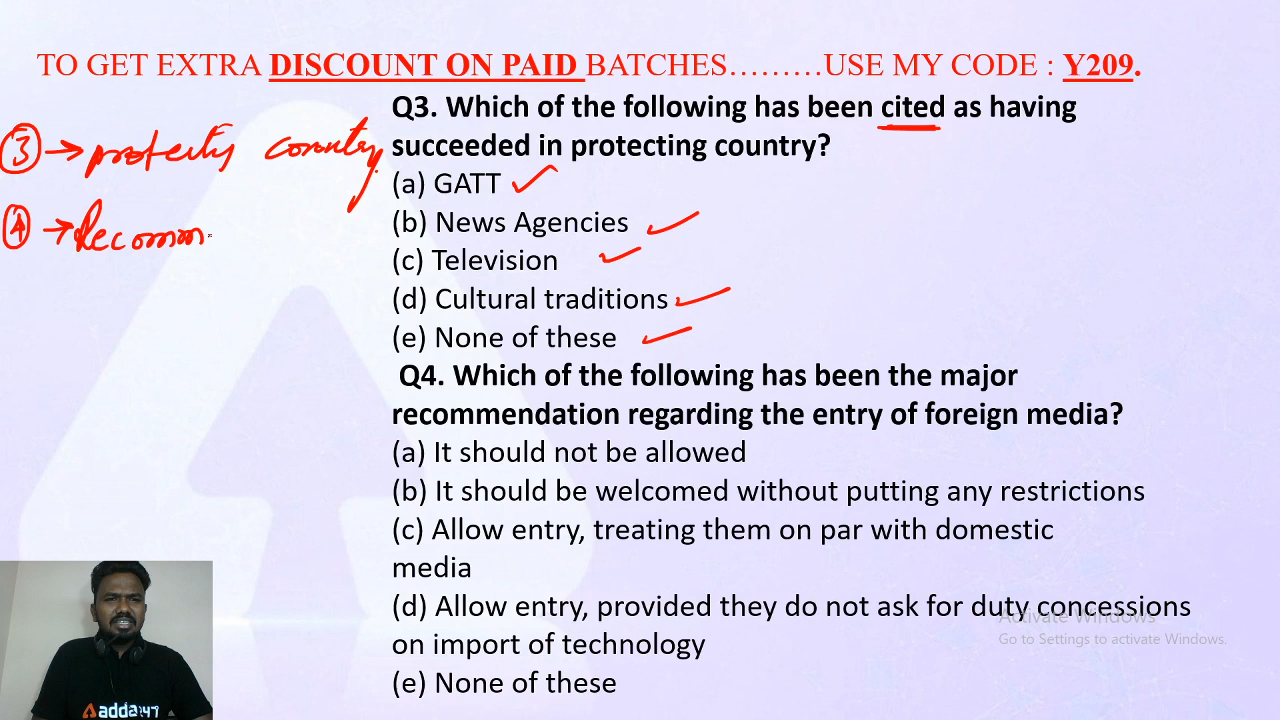 TO GET EXTRA DISCOUNT ON PAID BATCHES.........USE MY CODE : Y209.
Q3. Which of the following has been cited as having
succeeded in protecting country?
(a) GATT
(b) News Agencies
(c) Television
(d) Cultural traditions
(e) None of these
Q4. Which of the following has been the major
recommendation regarding the entry of foreign media?
(a) It should not be allowed
(b) It should be welcomed without putting any restrictions
(c) Allow entry, treating them on par with domestic
media
(d) Allow entry, provided they do not ask for duty concessions
on import of technology
(e) None of these
3 → protecting country
4 → Recomm
Activate Windows
Go to Settings to activate Windows.
adda247